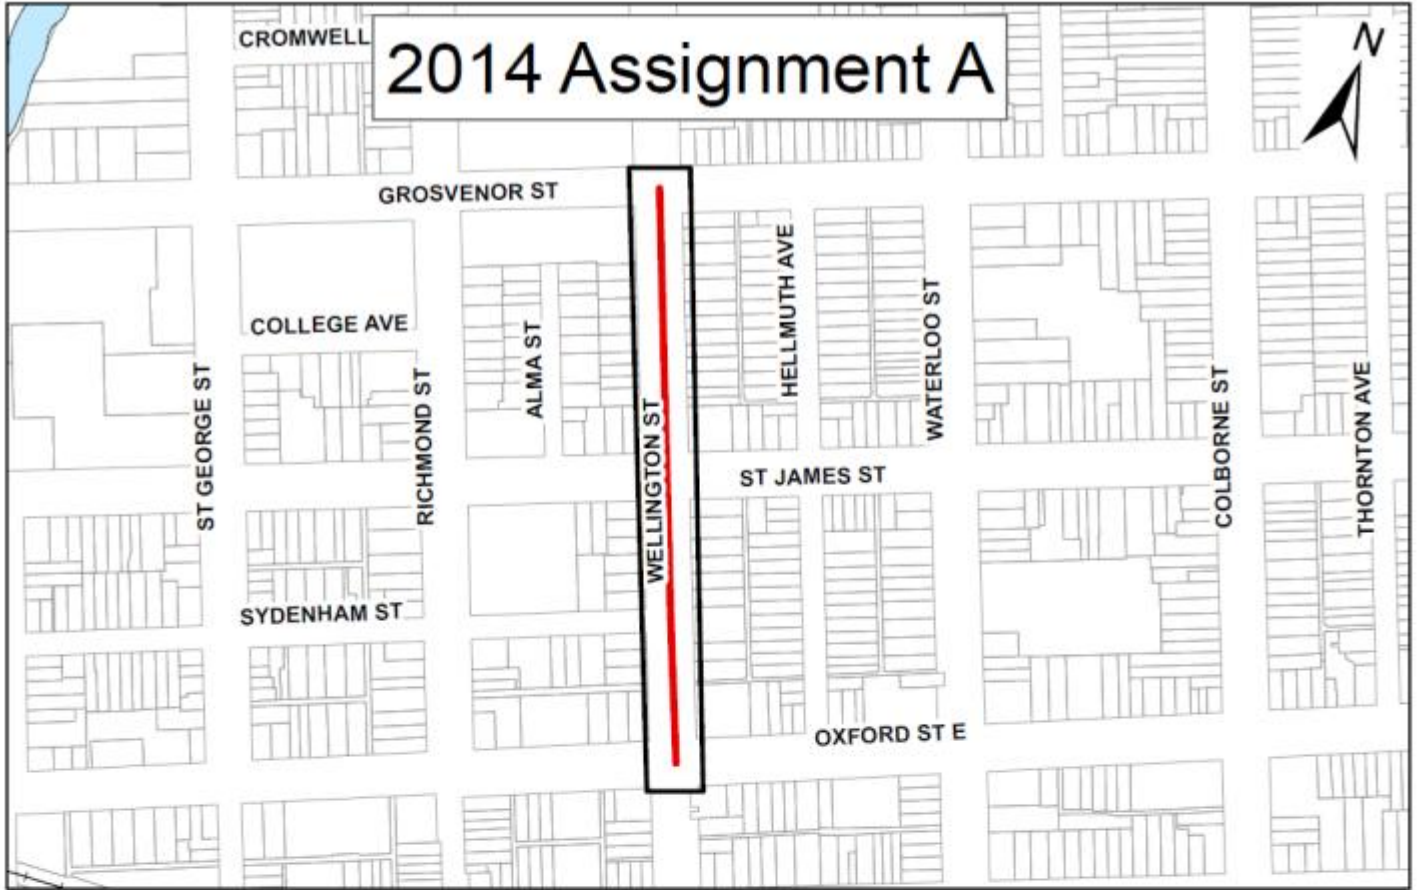 CROMWELL
2014 Assignment A
N
GROSVENOR ST
COLLEGE AVE
ST GEORGE ST
RICHMOND ST
ALMA ST
WELLINGTON ST
HELLMUTH AVE
WATERLOO ST
COLBORNE ST
THORNTON AVE
ST JAMES ST
SYDENHAM ST
OXFORD ST E